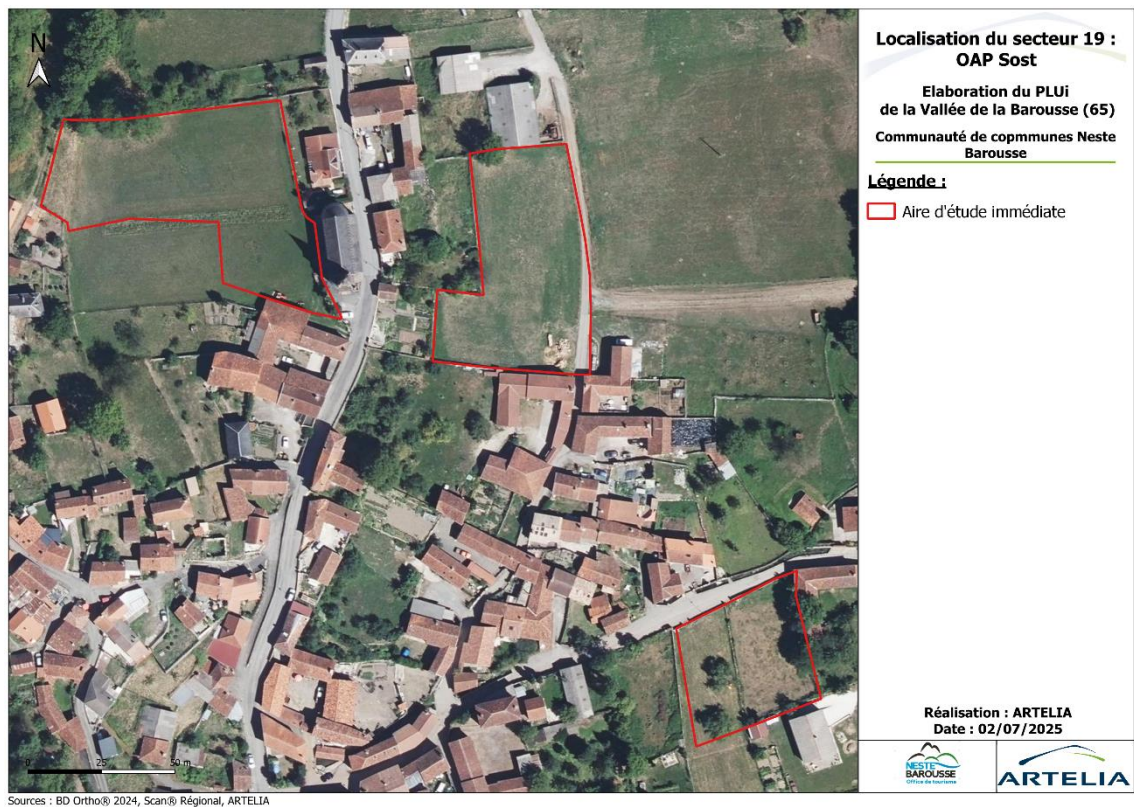 N
Localisation du secteur 19 :
OAP Sost
Elaboration du PLUi
de la Vallée de la Barousse (65)
Communauté de copmmunes Neste
Barousse
Légende :
Aire d'étude immédiate
Réalisation : ARTELIA
Date : 02/07/2025
NESTE
BAROUSSE
Office de tourisme
ARTELIA
0 25 50 m
Sources : BD Ortho® 2024, Scan® Régional, ARTELIA